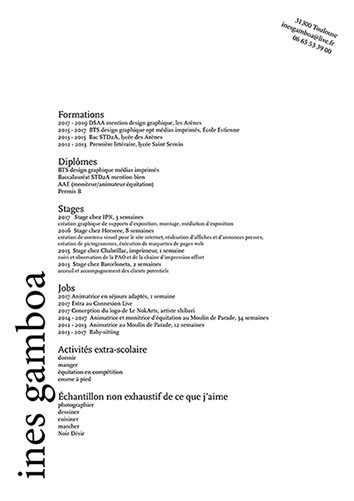 31300 Toulouse
inesgamboa@live.fr
06 65 53 39 00
ines gamboa
Formations
2017 - 2019 DSAA mention design graphique, les Arènes
2015 - 2017 BTS design graphique opt médias imprimés, École Estienne
2013 - 2015 Bac STD2A, lycée des Arènes
2012 - 2013 Première littéraire, lycée Saint Sernin
Diplômes
BTS design graphique médias imprimés
Baccalauréat STD2A mention bien
AAE (moniteur/animateur équitation)
Permis B
Stages
2017 Stage chez IPN, 3 semaines
création graphique de supports d'exposition, montage, médiation d'exposition
2016 Stage chez Horseee, 8 semaines
création de contenu visuel pour le site internet, réalisation d'affiches et d'annonces presses,
création de pictogrammes, exécution de maquettes de pages web
2015 Stage chez Chabrillac, imprimeur, 1 semaine
suivi et observation de la PAO et de la chaine d'impression offset
2013 Stage chez Barceloneta, 2 semaines
accueil et accompagnement des clients potentiels
Jobs
2017 Animatrice en séjours adaptés, 1 semaine
2017 Extra au Connexion Live
2017 Conception du logo de Le NokArts, artiste shibari
2014 - 2017 Animatrice et monitrice d'équitation au Moulin de Parade, 34 semaines
2012 - 2013 Animatrice au Moulin de Parade, 12 semaines
2013 - 2017 Baby-sitting
Activités extra-scolaire
dormir
manger
équitation en compétition
course à pied
Échantillon non exhaustif de ce que j'aime
photographier
dessiner
cuisiner
marcher
Noir Désir